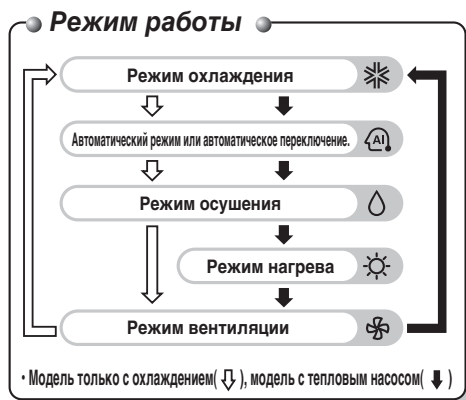 Режим работы
Режим охлаждения
Автоматический режим или автоматическое переключение.
AI
Режим осушения
Режим нагрева
Режим вентиляции
• Модель только с охлаждением( ⇩ ), модель с тепловым насосом( ⬇ )